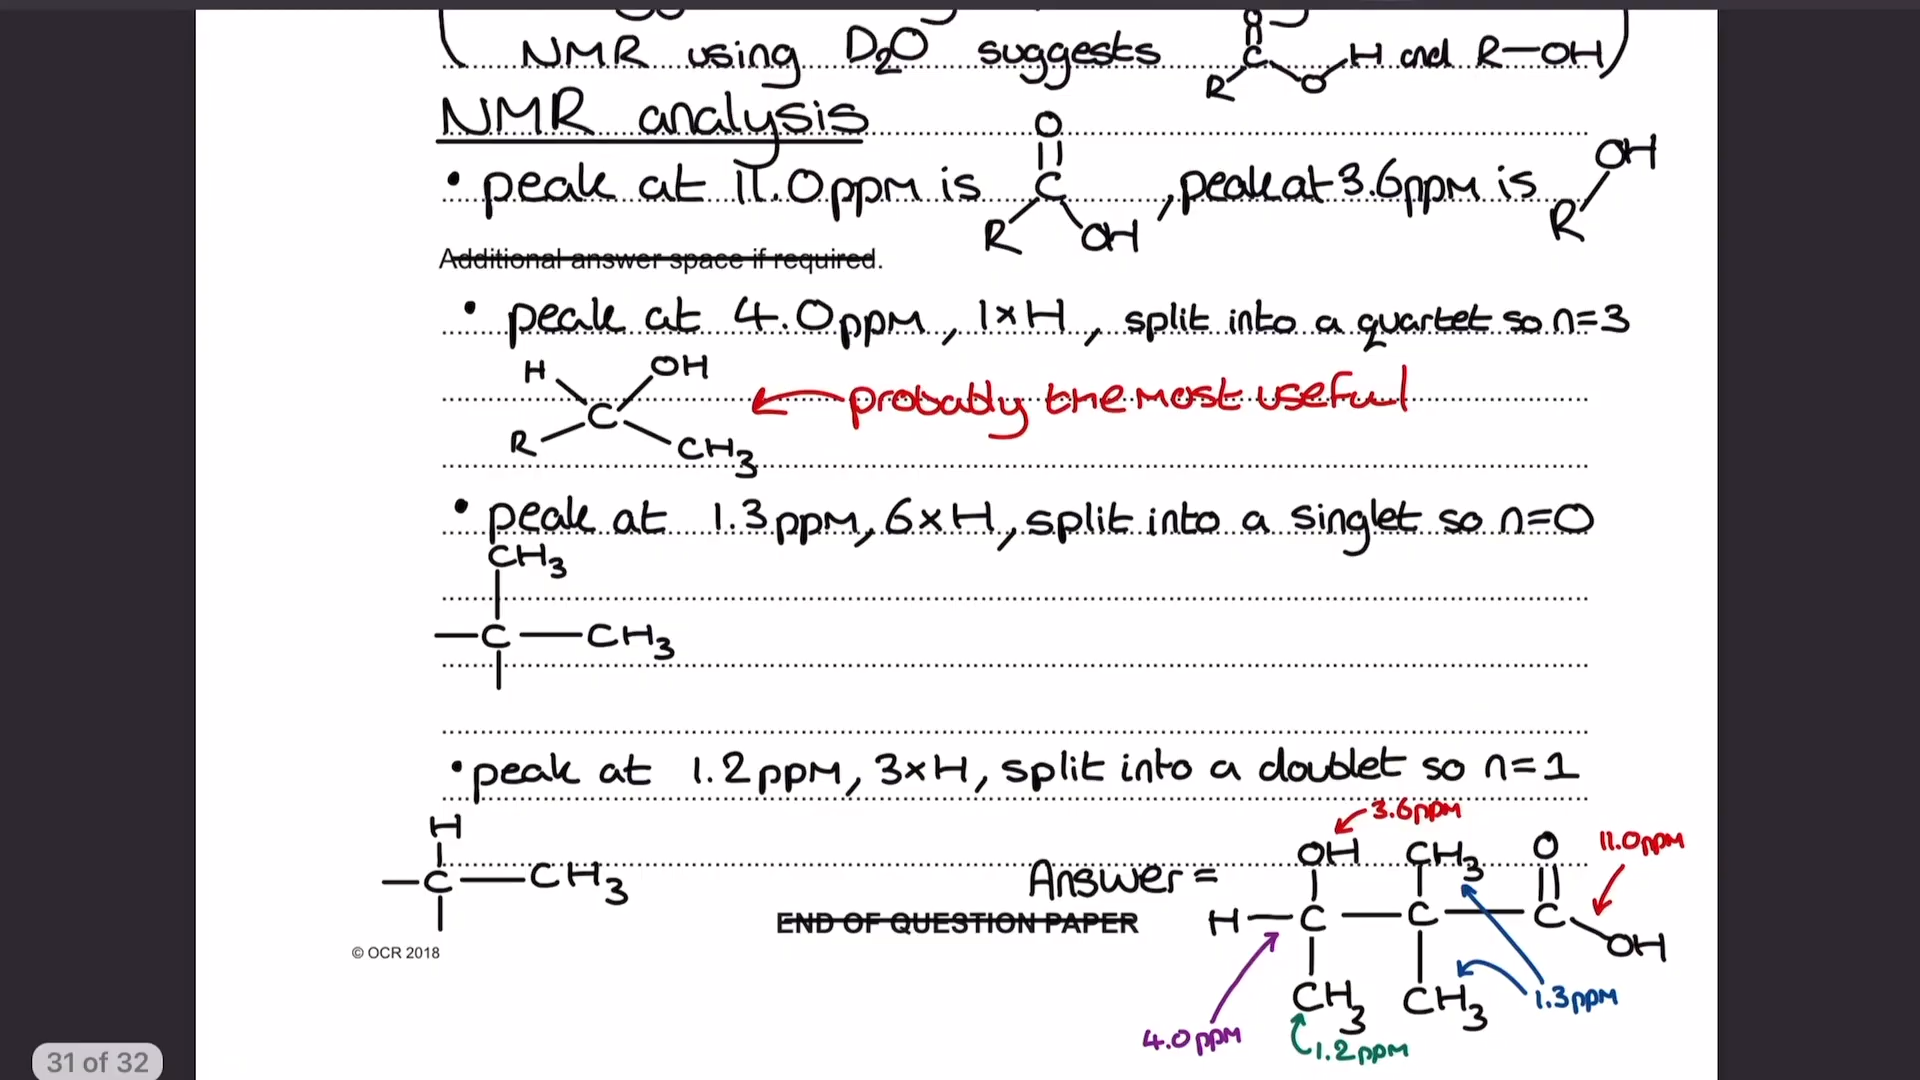 NMR using D2O suggests R C O O H and R-OH)
NMR analysis
• peak at 11.0ppm is R C O OH, peak at 3.6ppm is R OH
Additional answer space if required.
• peak at 4.0ppm, 1×H, split into a quartet so n=3
H OH
C ← probably the most useful
R CH3
• peak at 1.3ppm, 6×H, split into a singlet so n=0
CH3
—C—CH3
• peak at 1.2ppm, 3×H, split into a doublet so n=1
3.6ppm
H
OH CH3 O 11.0ppm
—C—CH3
Answer =
H—C—C—C
OH
END OF QUESTION PAPER
© OCR 2018
CH3 CH3 1.3ppm
4.0ppm 1.2ppm
31 of 32